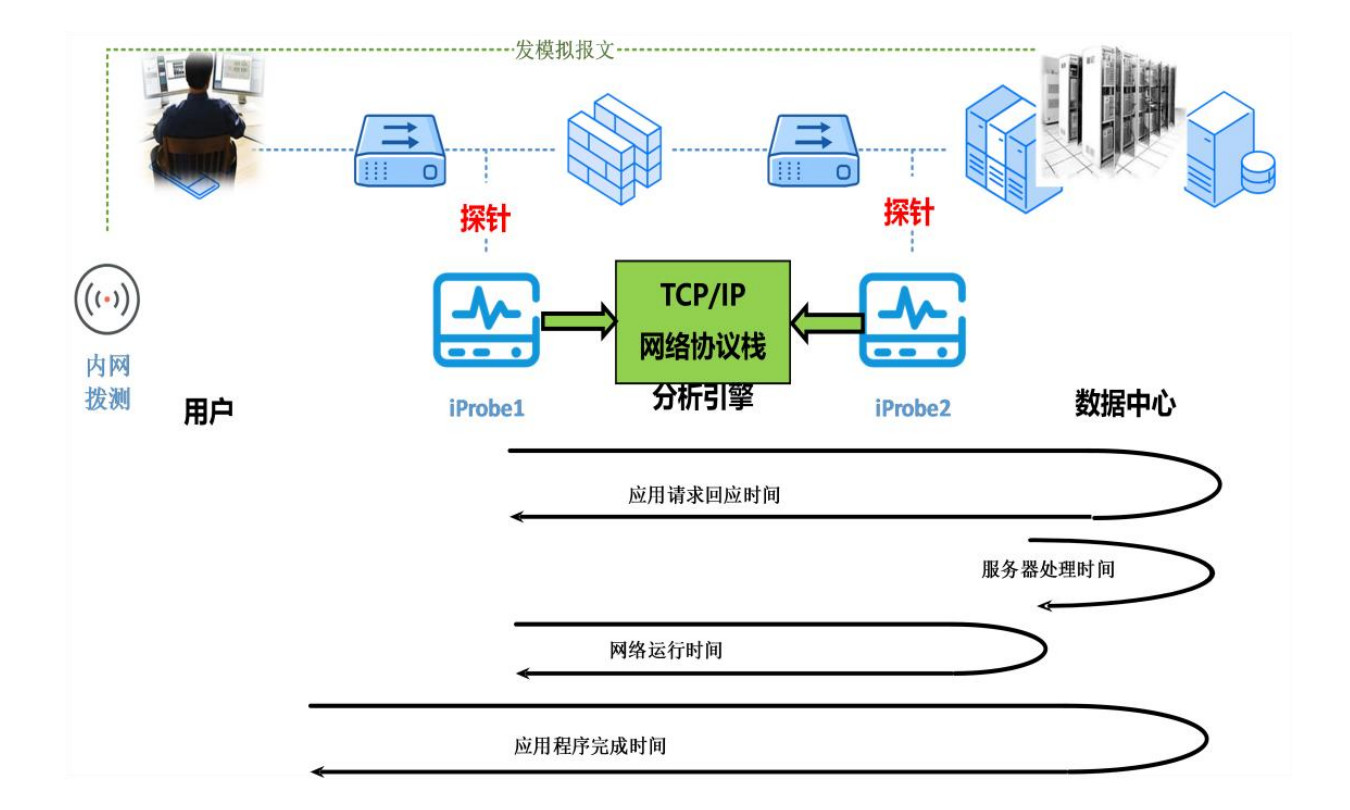 发模拟报文
探针
探针
TCP/IP
网络协议栈
分析引擎
内网
拨测
用户
iProbe1
iProbe2
数据中心
应用请求回应时间
服务器处理时间
网络运行时间
应用程序完成时间